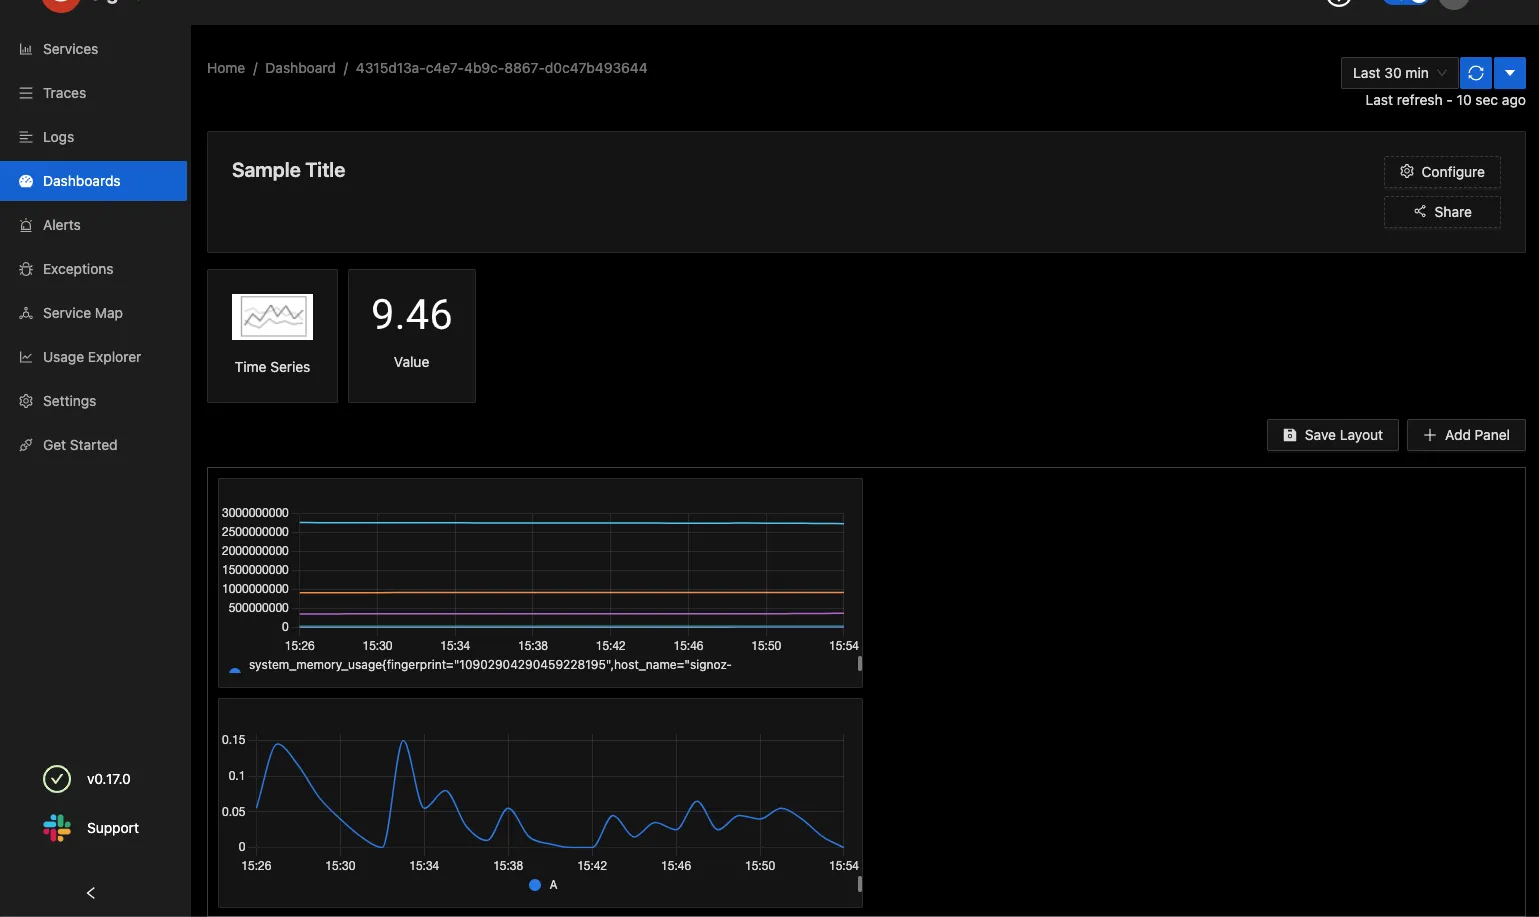 Services
Traces
Logs
Dashboards
Alerts
Exceptions
Service Map
Usage Explorer
Settings
Get Started
v0.17.0
Support
Home / Dashboard / 4315d13a-c4e7-4b9c-8867-d0c47b493644
Last 30 min
Last refresh - 10 sec ago
Sample Title
Configure
Share
Time Series
9.46
Value
Save Layout
Add Panel
3000000000
2500000000
2000000000
1500000000
1000000000
500000000
0
15:26 15:30 15:34 15:38 15:42 15:46 15:50 15:54
system_memory_usage{fingerprint="10902904290459228195",host_name="signoz-
0.15
0.1
0.05
0
15:26 15:30 15:34 15:38 15:42 15:46 15:50 15:54
A